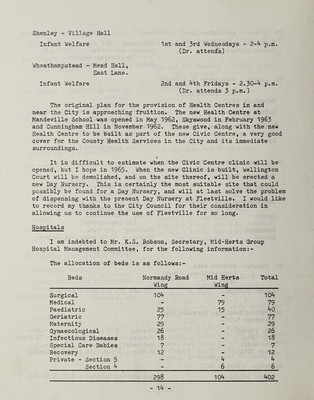 Shenley - Village Hall
Infant Welfare 1st and 3rd Wednesdays - 2-4 p.m.
(Dr. attends)
Wheathampstead - Mead Hall,
East Lane.
Infant Welfare 2nd and 4th Fridays - 2.30-4 p.m.
(Dr. attends 3 p.m.)
The original plan for the provision of Health Centres in and
near the City is approaching fruition. The new Health Centre at
Mandeville School was opened in May 1962, Skyswood in February 1963
and Cunningham Hill in November 1962. These give, along with the new
Health Centre to be built as part of the new Civic Centre, a very good
cover for the County Health Services in the City and its immediate
surroundings.
It is difficult to estimate when the Civic Centre clinic will be
opened, but I hope in 1965. When the new Clinic is built, Wellington
Court will be demolished, and on the site thereof, will be erected a
new Day Nursery. This is certainly the most suitable site that could
possibly be found for a Day Nursery, and will at last solve the problem
of dispensing with the present Day Nursery at Fleetville. I would like
to record my thanks to the City Council for their consideration in
allowing us to continue the use of Fleetville for so long.
Hospitals
I am indebted to Mr. K.S. Robson, Secretary, Mid-Herts Group
Hospital Management Committee, for the following information:-
The allocation of beds is as follows:-
Beds Normandy Road Mid Herts Total
Wing Wing
Surgical 104 - 104
Medical - 79 79
Paediatric 25 15 40
Geriatric 77 - 77
Maternity 29 - 29
Gynaecological 26 - 26
Infectious Diseases 18 - 18
Special Care Babies 7 - 7
Recovery 12 - 12
Private - Section 5 - 4 4
Section 4 - 6 6
298 104 402
- 14 -